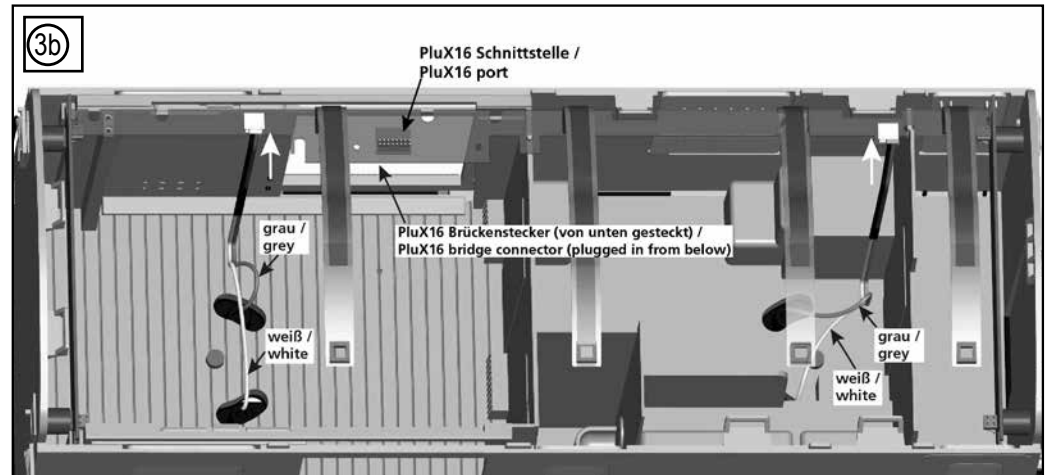 3b
PluX16 Schnittstelle /
PluX16 port
grau /
grey
PluX16 Brückenstecker (von unten gesteckt) /
PluX16 bridge connector (plugged in from below)
weiß /
white
grau /
grey
weiß /
white